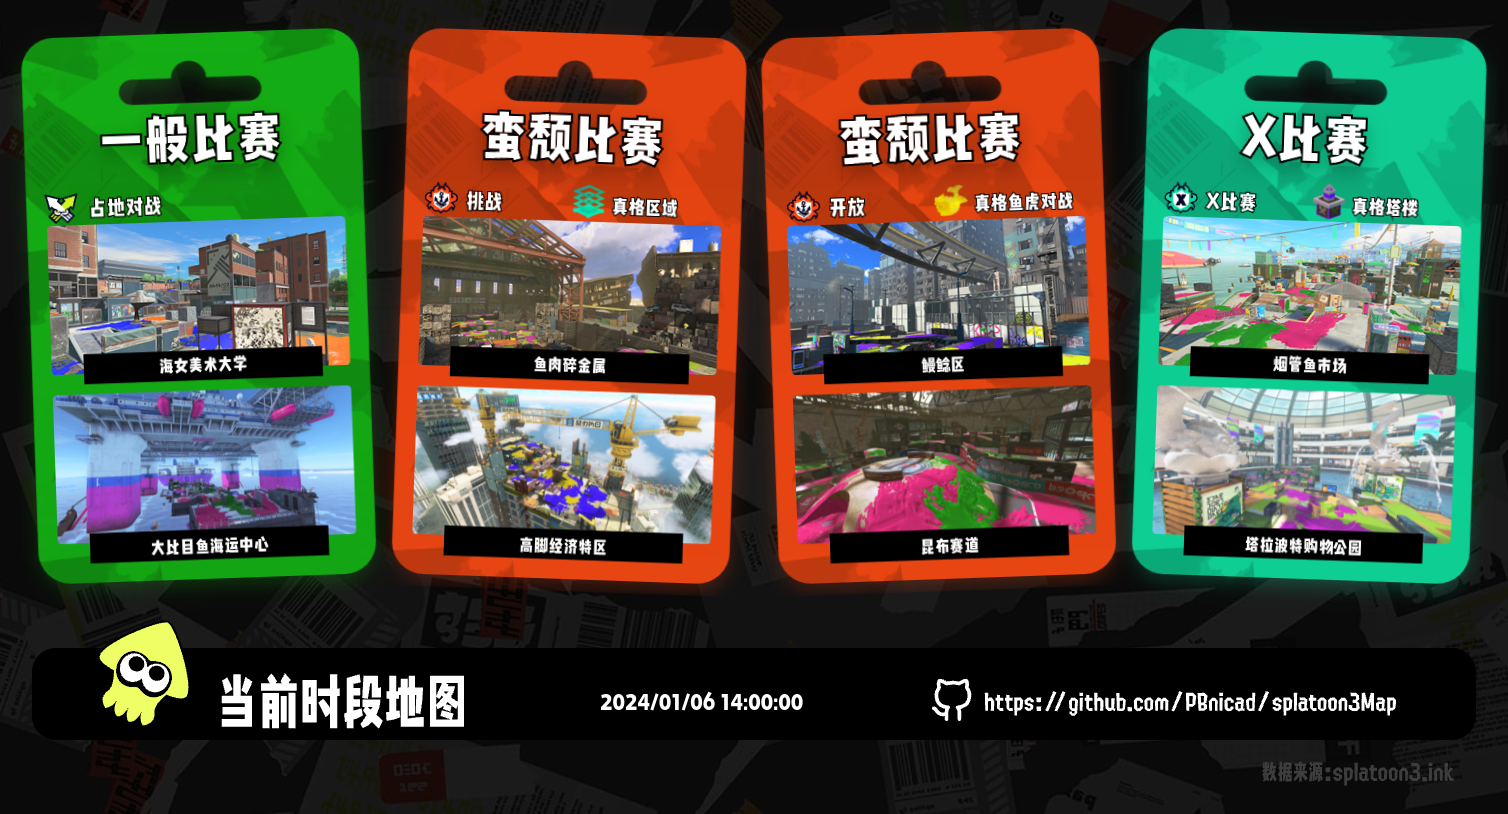 一般比赛
占地对战
海女美术大学
大比目鱼海运中心
蛮颓比赛
挑战
真格区域
鱼肉碎金属
高脚经济特区
蛮颓比赛
开放
真格鱼虎对战
鳗鲶区
昆布赛道
X比赛
X比赛
真格塔楼
烟管鱼市场
塔拉波特购物公园
当前时段地图
2024/01/06 14:00:00
https://github.com/PBnicad/splatoon3Map
数据来源:splatoon3.ink